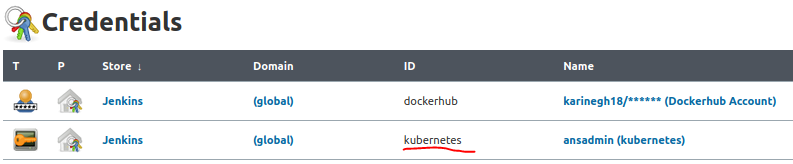 Credentials
T P Store ↓ Domain ID Name
Jenkins (global) dockerhub karinegh18/****** (Dockerhub Account)
Jenkins (global) kubernetes ansadmin (kubernetes)